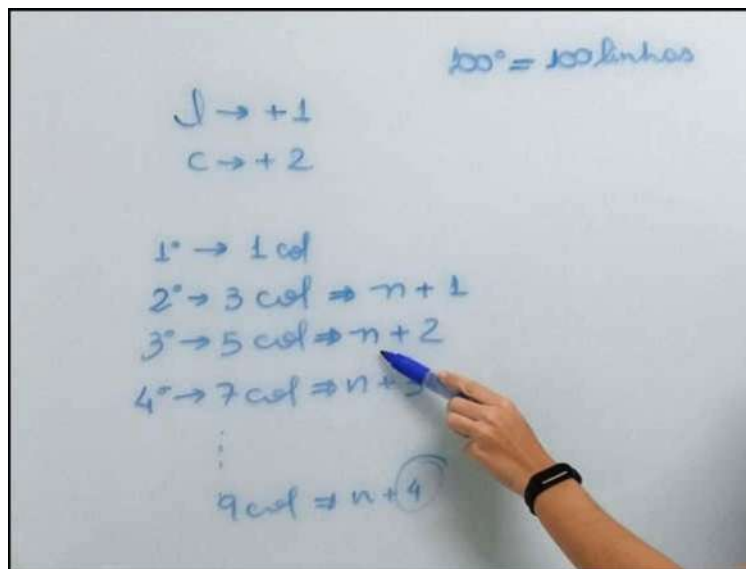 100° = 100 linhas
l → + 1
c → + 2
1° → 1 col
2° → 3 col ⇒ n + 1
3° → 5 col ⇒ n + 2
4° → 7 col ⇒ n +
⋮
9 col ⇒ n + 4